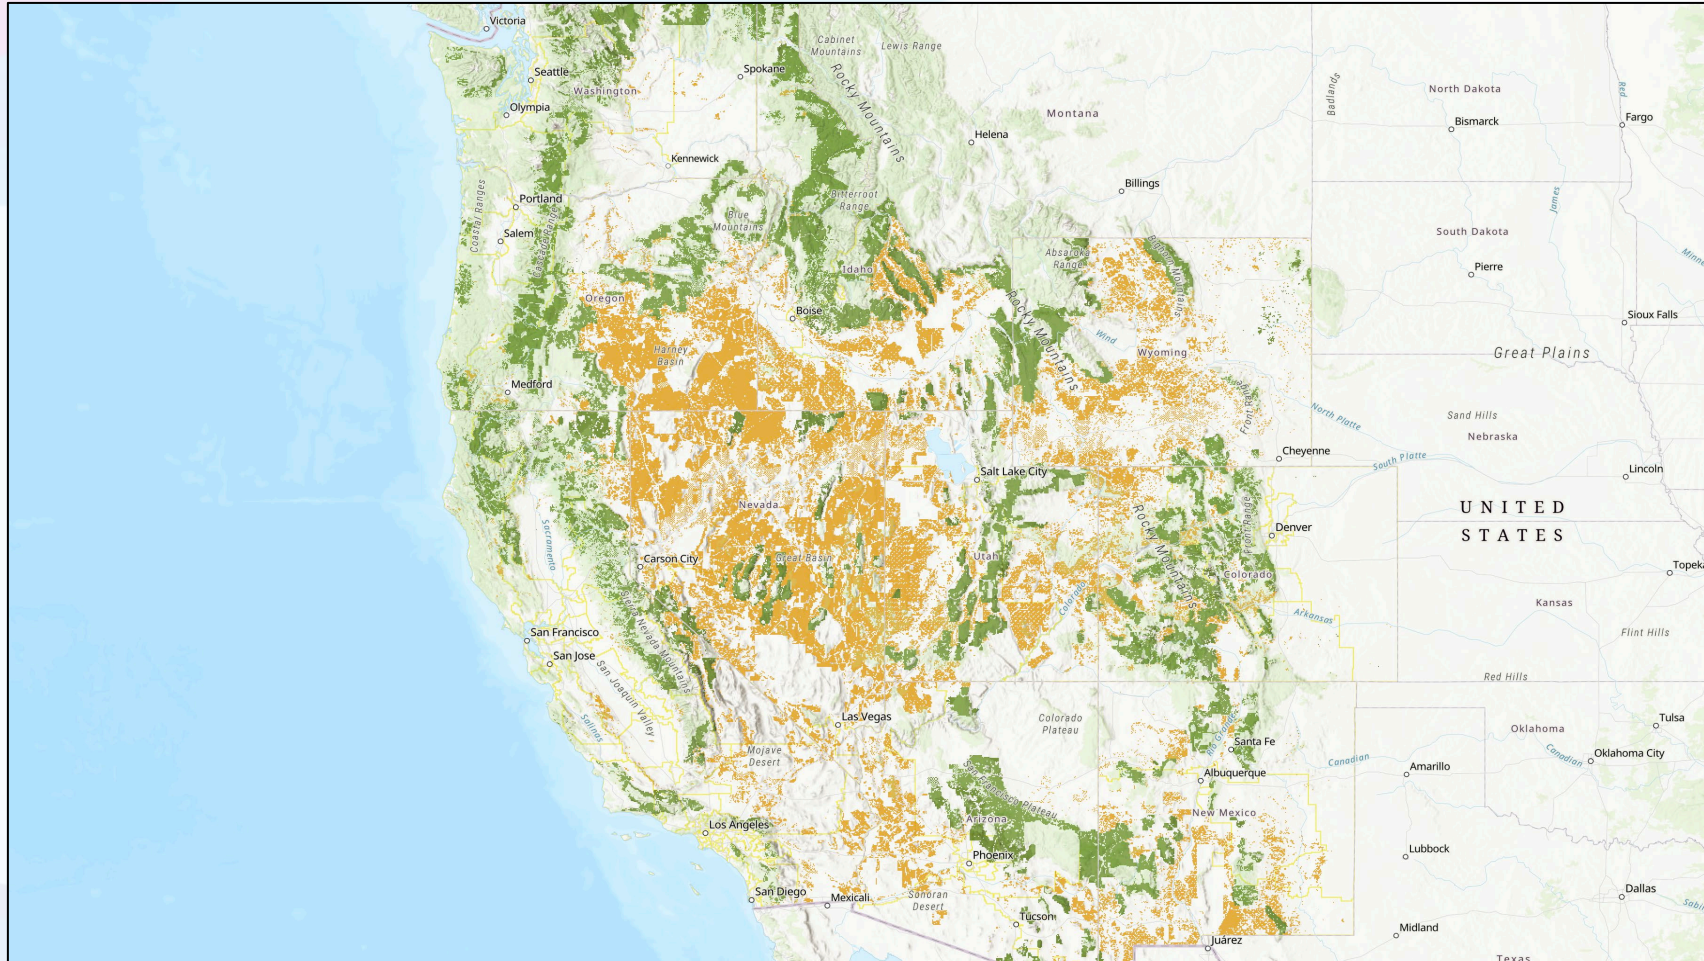 Victoria
Cabinet
Mountains
Lewis Range
Seattle
Spokane
Washington
Rocky Mountains
Badlands
North Dakota
Red
Olympia
Montana
Bismarck
Fargo
Helena
Kennewick
Billings
Coastal Ranges
Portland
Bitterroot
Range
James
Salem
Cascade Range
Blue
Mountains
South Dakota
Absaroka
Range
Bighorn Mountains
Idaho
Pierre
Oregon
Boise
Rocky Mountains
Sioux Falls
Wind
Harney
Basin
Wyoming
Great Plains
Medford
Front Range
North Platte
Sand Hills
Nebraska
Cheyenne
South Platte
Salt Lake City
Lincoln
Nevada
Rocky Mountains
Front Range
UNITED
STATES
Sacramento
Denver
Carson City
Great Basin
Utah
Colorado
Topeka
Colorado
Kansas
Arkansas
Sierra Nevada Mountains
San Francisco
Flint Hills
San Jose
San Joaquin Valley
Red Hills
Salinas
Las Vegas
Colorado
Plateau
Rio Grande
Tulsa
Oklahoma
Mojave
Desert
Santa Fe
Canadian
Canadian
Oklahoma City
San Francisco Plateau
Albuquerque
Amarillo
Los Angeles
Arizona
New Mexico
Phoenix
Lubbock
San Diego
Mexicali
Sonoran
Desert
Dallas
Tucson
Juárez
Midland
Texas